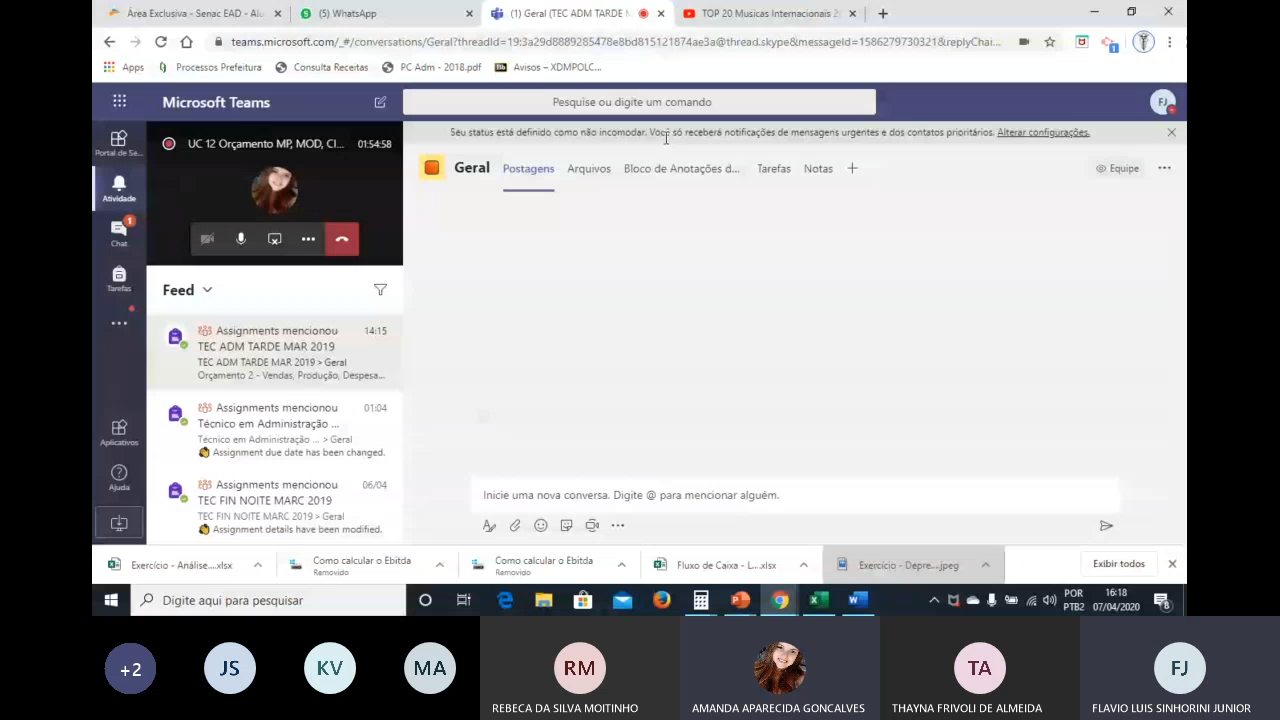 Área Exclusiva - Senac EAD - Alu
(5) WhatsApp
(1) Geral (TEC ADM TARDE M
TOP 20 Musicas Internacionais 2
teams.microsoft.com/_#/conversations/Geral?threadId=19:3a29d8889285478e8bd815121874ae3a@thread.skype&messageId=1586279730321&replyChai...
Apps
Processos Prefeitura
Consulta Receitas
PC Adm - 2018.pdf
Avisos – XDMPOLC...
Microsoft Teams
Pesquise ou digite um comando
FJ
Seu status está definido como não incomodar. Você só receberá notificações de mensagens urgentes e dos contatos prioritários. Alterar configurações.
Portal de Se...
Atividade
Chat
1
Tarefas
Aplicativos
Ajuda
UC 12 Orçamento MP, MOD, CI...
01:54:58
Geral
Postagens
Arquivos
Bloco de Anotações d...
Tarefas
Notas
Equipe
Feed
Assignments mencionou 14:15
TEC ADM TARDE MAR 2019
TEC ADM TARDE MAR 2019 > Geral
Orçamento 2 - Vendas, Produção, Despesa...
Assignments mencionou 01:04
Técnico em Administração ...
Técnico em Administração ... > Geral
Assignment due date has been changed.
Assignments mencionou 06/04
TEC FIN NOITE MARC 2019
TEC FIN NOITE MARC 2019 > Geral
Assignment details have been modified.
Inicie uma nova conversa. Digite @ para mencionar alguém.
Exercício - Análise....xlsx
Como calcular o Ebitda
Removido
Como calcular o Ebitda
Removido
Fluxo de Caixa - L....xlsx
Exercício - Depre....jpeg
Exibir todos
Digite aqui para pesquisar
POR
PTB2
16:18
07/04/2020
8
+2
JS
KV
MA
RM
TA
FJ
REBECA DA SILVA MOITINHO
AMANDA APARECIDA GONCALVES
THAYNA FRIVOLI DE ALMEIDA
FLAVIO LUIS SINHORINI JUNIOR